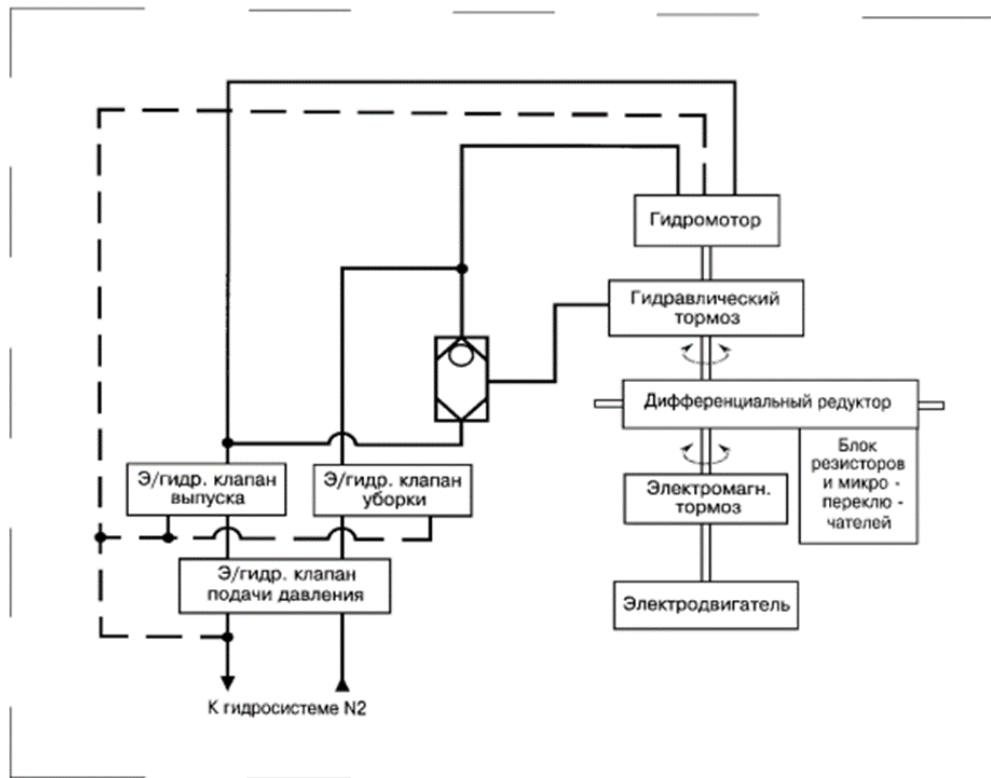 Гидромотор
Гидравлический
тормоз
Дифференциальный редуктор
Блок
резисторов
и микро -
переклю -
чателей
Э/гидр. клапан
выпуска
Э/гидр. клапан
уборки
Электромагн.
тормоз
Э/гидр. клапан
подачи давления
Электродвигатель
К гидросистеме N2